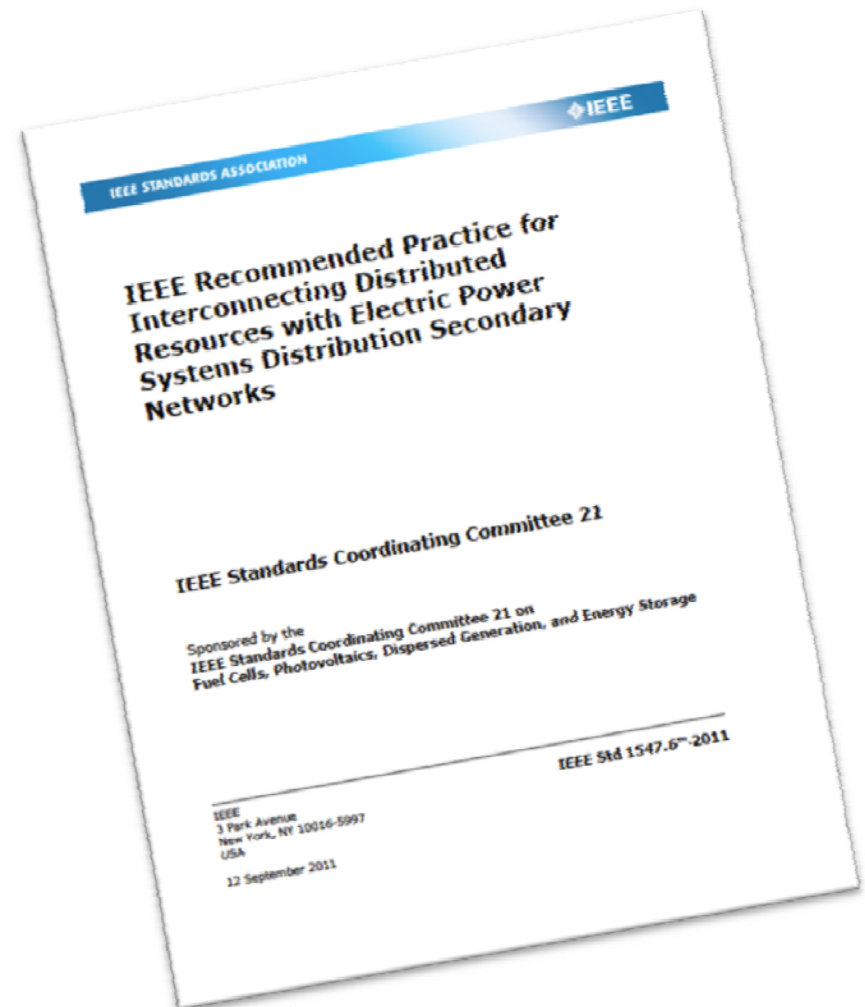 IEEE STANDARDS ASSOCIATION
IEEE
IEEE Recommended Practice for
Interconnecting Distributed
Resources with Electric Power
Systems Distribution Secondary
Networks
IEEE Standards Coordinating Committee 21
Sponsored by the
IEEE Standards Coordinating Committee 21 on
Fuel Cells, Photovoltaics, Dispersed Generation, and Energy Storage
IEEE
3 Park Avenue
New York, NY 10016-5997
USA
12 September 2011
IEEE Std 1547.6™-2011